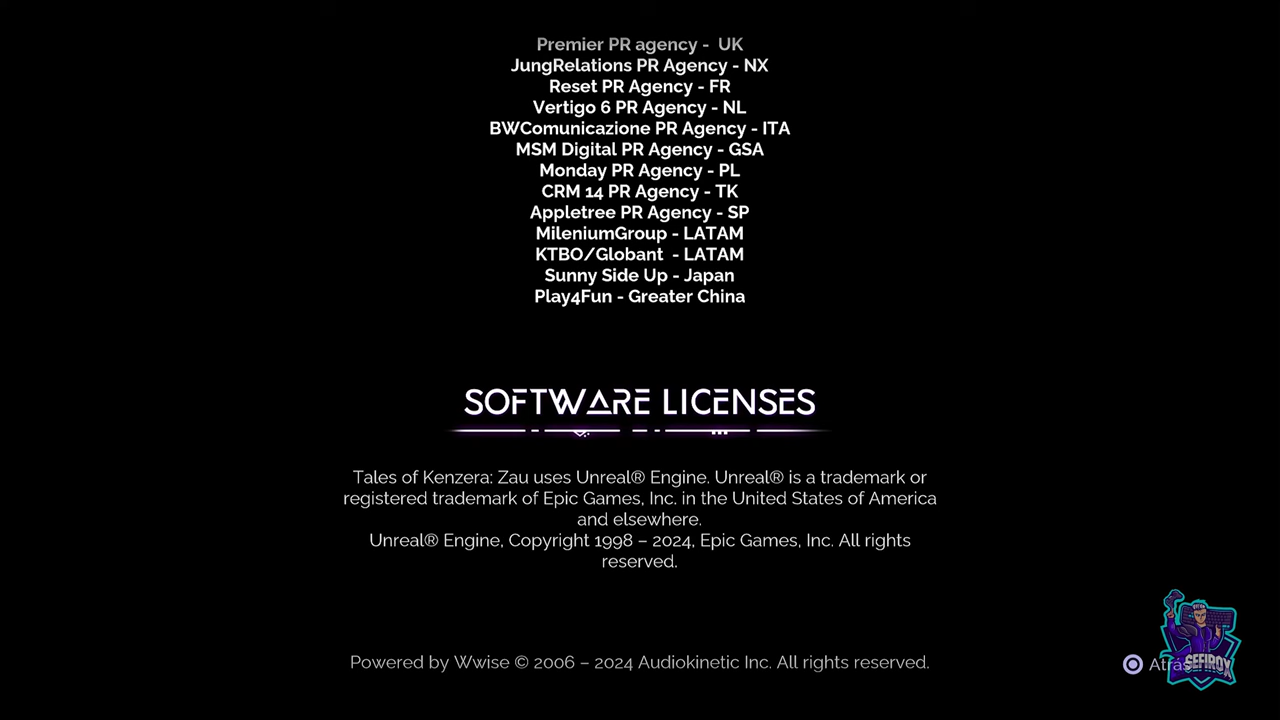 Premier PR agency -  UK
JungRelations PR Agency - NX
Reset PR Agency - FR
Vertigo 6 PR Agency - NL
BWComunicazione PR Agency - ITA
MSM Digital PR Agency - GSA
Monday PR Agency - PL
CRM 14 PR Agency - TK
Appletree PR Agency - SP
MileniumGroup - LATAM
KTBO/Globant  - LATAM
Sunny Side Up - Japan
Play4Fun - Greater China
SOFTWARE LICENSES
Tales of Kenzera: Zau uses Unreal® Engine. Unreal® is a trademark or
registered trademark of Epic Games, Inc. in the United States of America
and elsewhere.
Unreal® Engine, Copyright 1998 – 2024, Epic Games, Inc. All rights
reserved.
Powered by Wwise © 2006 – 2024 Audiokinetic Inc. All rights reserved.
Atrás
SEFIROX